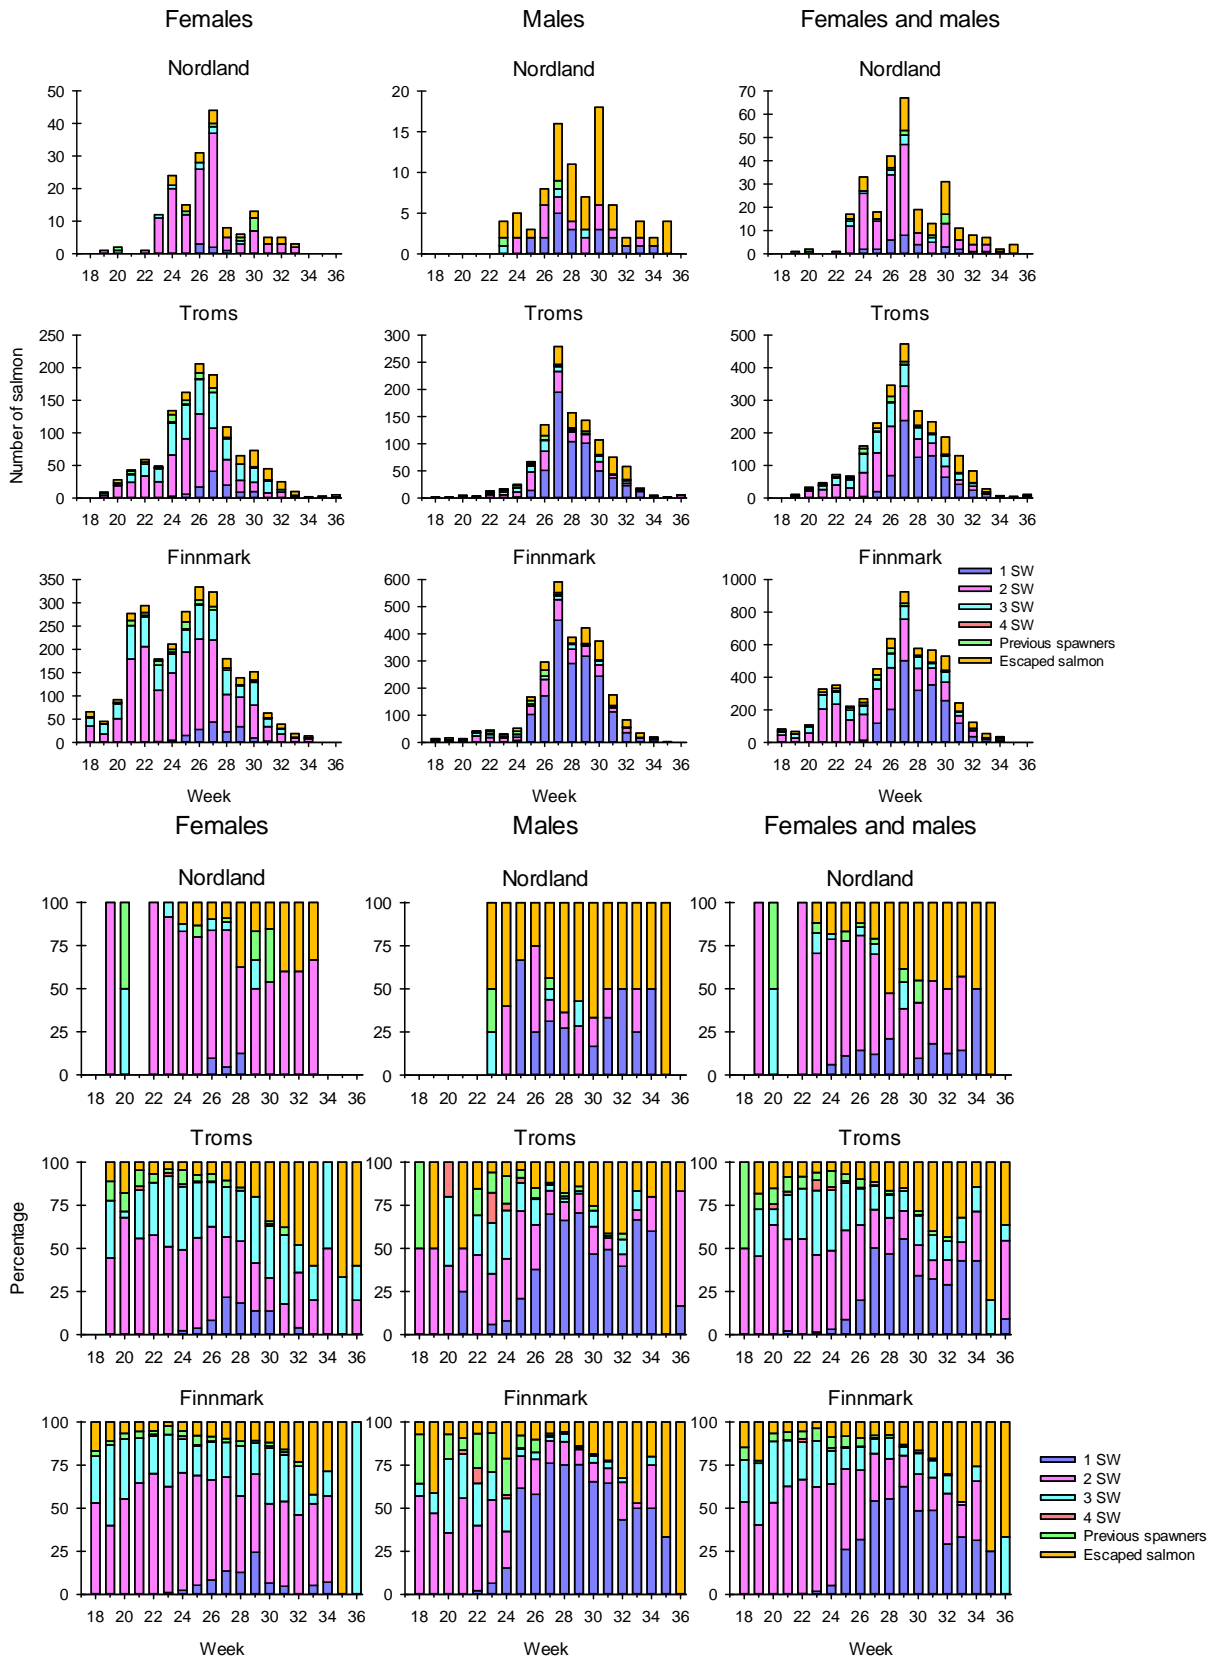 Females Males Females and males
Nordland Nordland Nordland
50 20 70
60
40 15 50
30 40
10
20 30
5 20
10 10
0 0 0
18 20 22 24 26 28 30 32 34 36 18 20 22 24 26 28 30 32 34 36 18 20 22 24 26 28 30 32 34 36
Number of salmon
Troms Troms Troms
250 300 500
200 250 400
150 200 300
100 150 200
50 100 100
50
0 0 0
18 20 22 24 26 28 30 32 34 36 18 20 22 24 26 28 30 32 34 36 18 20 22 24 26 28 30 32 34 36
Finnmark Finnmark Finnmark
350 600 1000
300 500 800
250 400 600
200 300 400
150 200 200
100 100
50
0 0 0
18 20 22 24 26 28 30 32 34 36 18 20 22 24 26 28 30 32 34 36 18 20 22 24 26 28 30 32 34 36
1 SW
2 SW
3 SW
4 SW
Previous spawners
Escaped salmon
Week Week Week
Females Males Females and males
Nordland Nordland Nordland
100 100 100
75 75 75
50 50 50
25 25 25
0 0 0
18 20 22 24 26 28 30 32 34 36 18 20 22 24 26 28 30 32 34 36 18 20 22 24 26 28 30 32 34 36
Percentage
Troms Troms Troms
100 100 100
75 75 75
50 50 50
25 25 25
0 0 0
18 20 22 24 26 28 30 32 34 36 18 20 22 24 26 28 30 32 34 36 18 20 22 24 26 28 30 32 34 36
Finnmark Finnmark Finnmark
100 100 100
75 75 75
50 50 50
25 25 25
0 0 0
18 20 22 24 26 28 30 32 34 36 18 20 22 24 26 28 30 32 34 36 18 20 22 24 26 28 30 32 34 36
1 SW
2 SW
3 SW
4 SW
Previous spawners
Escaped salmon
Week Week Week